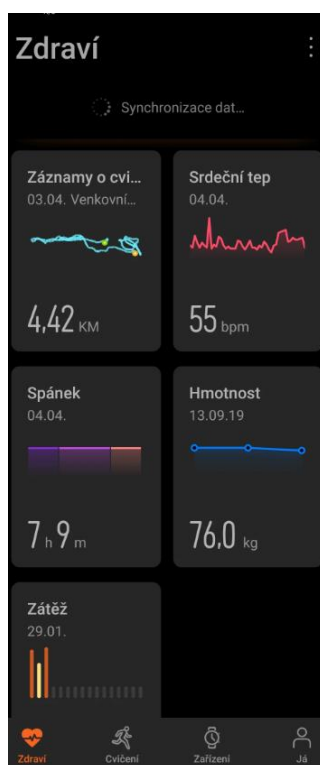 Zdraví
Synchronizace dat...
Záznamy o cvi...
03.04. Venkovní...
4,42 KM
Srdeční tep
04.04.
55 bpm
Spánek
04.04.
7 h 9 m
Hmotnost
13.09.19
76,0 kg
Zátěž
29.01.
Zdraví
Cvičení
Zařízení
Já